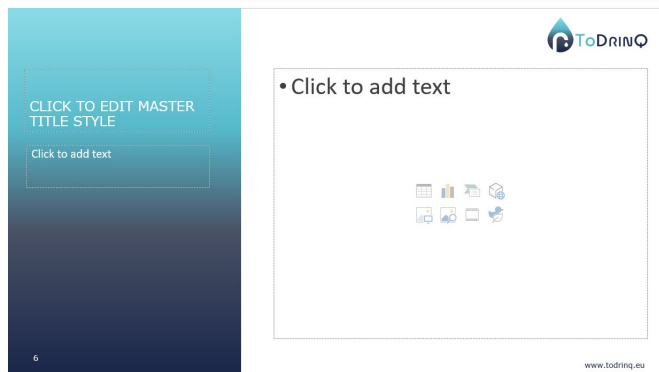 ToDrinQ
CLICK TO EDIT MASTER
TITLE STYLE
Click to add text
• Click to add text
6
www.todrinq.eu